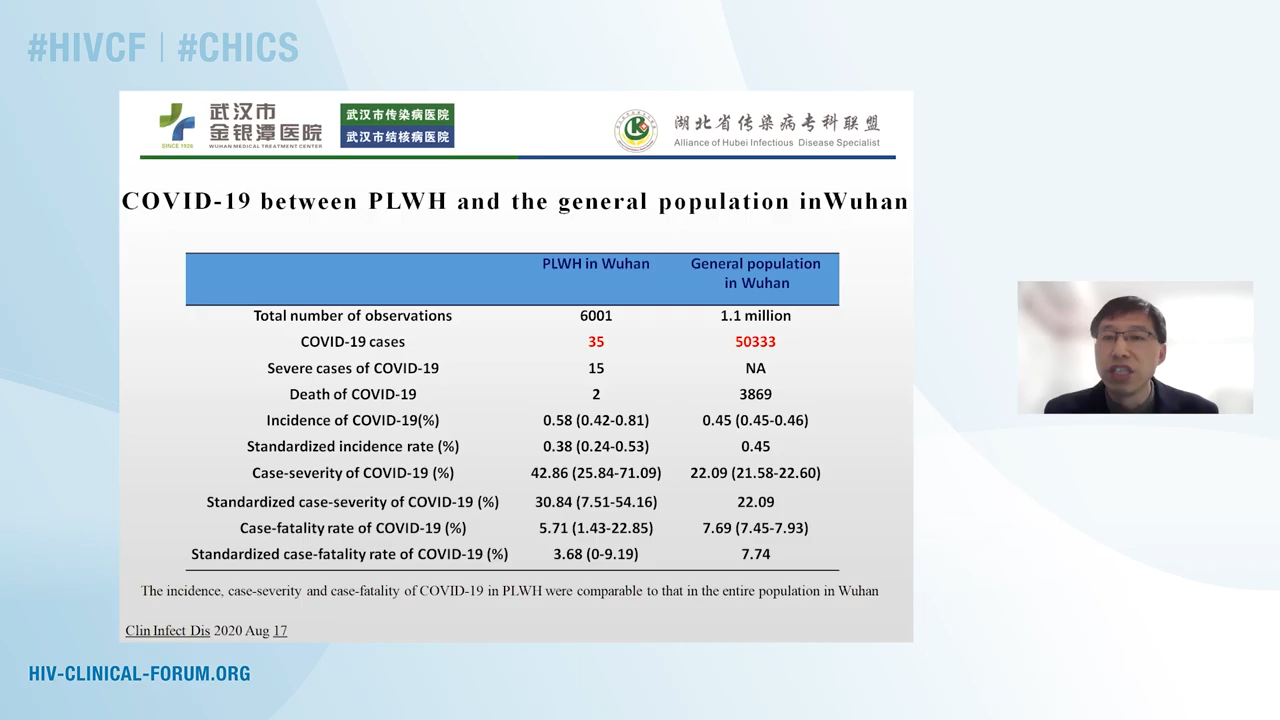 #HIVCF | #CHICS
武汉市
金银潭医院
WUHAN MEDICAL TREATMENT CENTER
SINCE 1926
武汉市传染病医院
武汉市结核病医院
湖北省传染病专科联盟
Alliance of Hubei Infectious Disease Specialist
COVID-19 between PLWH and the general population inWuhan
PLWH in Wuhan General population
in Wuhan
Total number of observations 6001 1.1 million
COVID-19 cases 35 50333
Severe cases of COVID-19 15 NA
Death of COVID-19 2 3869
Incidence of COVID-19(%) 0.58 (0.42-0.81) 0.45 (0.45-0.46)
Standardized incidence rate (%) 0.38 (0.24-0.53) 0.45
Case-severity of COVID-19 (%) 42.86 (25.84-71.09) 22.09 (21.58-22.60)
Standardized case-severity of COVID-19 (%) 30.84 (7.51-54.16) 22.09
Case-fatality rate of COVID-19 (%) 5.71 (1.43-22.85) 7.69 (7.45-7.93)
Standardized case-fatality rate of COVID-19 (%) 3.68 (0-9.19) 7.74
The incidence, case-severity and case-fatality of COVID-19 in PLWH were comparable to that in the entire population in Wuhan
Clin Infect Dis 2020 Aug 17
HIV-CLINICAL-FORUM.ORG